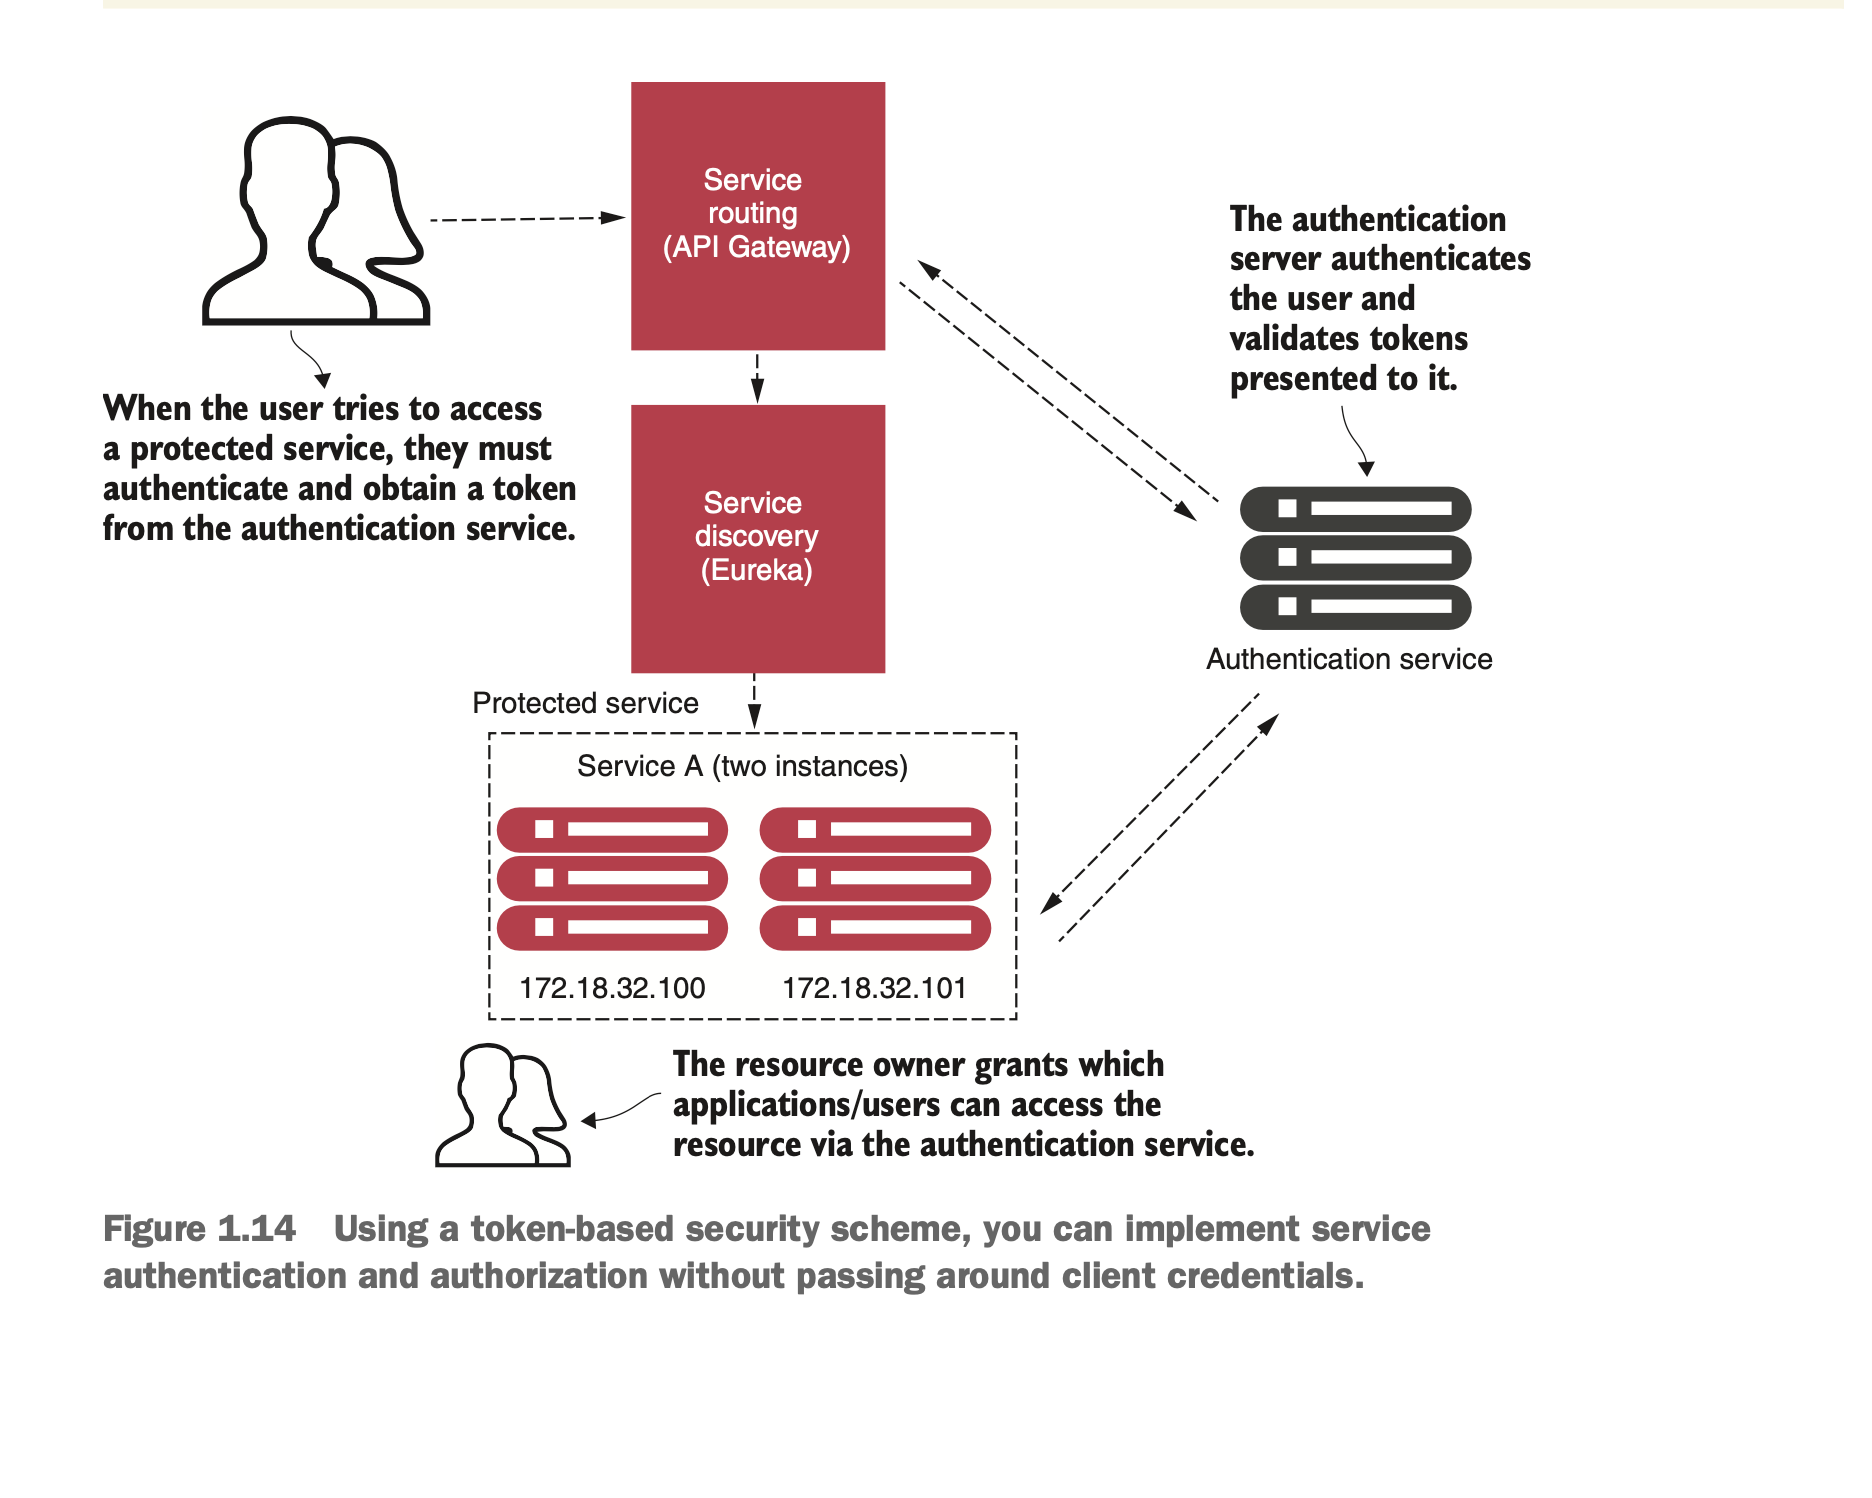 Service
routing
(API Gateway)
The authentication
server authenticates
the user and
validates tokens
presented to it.
When the user tries to access
a protected service, they must
authenticate and obtain a token
from the authentication service.
Service
discovery
(Eureka)
Authentication service
Protected service
Service A (two instances)
172.18.32.100
172.18.32.101
The resource owner grants which
applications/users can access the
resource via the authentication service.
Figure 1.14 Using a token-based security scheme, you can implement service
authentication and authorization without passing around client credentials.